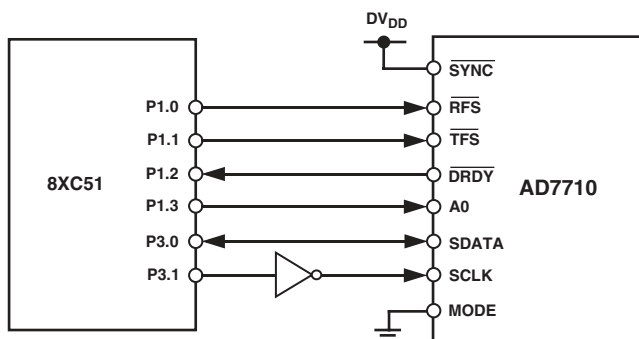 DV_DD
SYNC
P1.0
RFS
P1.1
TFS
P1.2
DRDY
8XC51
AD7710
P1.3
A0
P3.0
SDATA
P3.1
SCLK
MODE